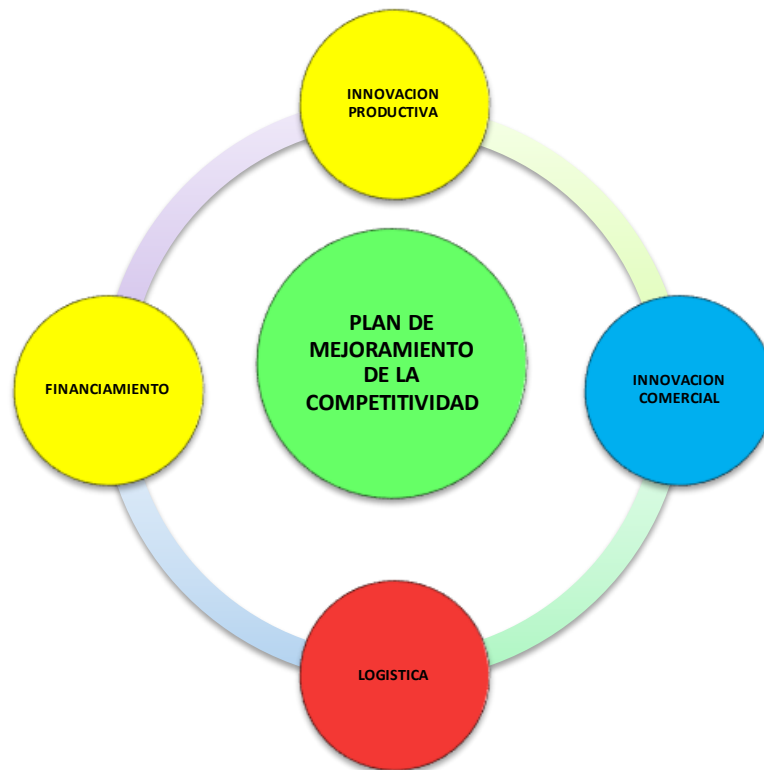 INNOVACION
PRODUCTIVA
PLAN DE
MEJORAMIENTO
DE LA
COMPETITIVIDAD
FINANCIAMIENTO
INNOVACION
COMERCIAL
LOGISTICA